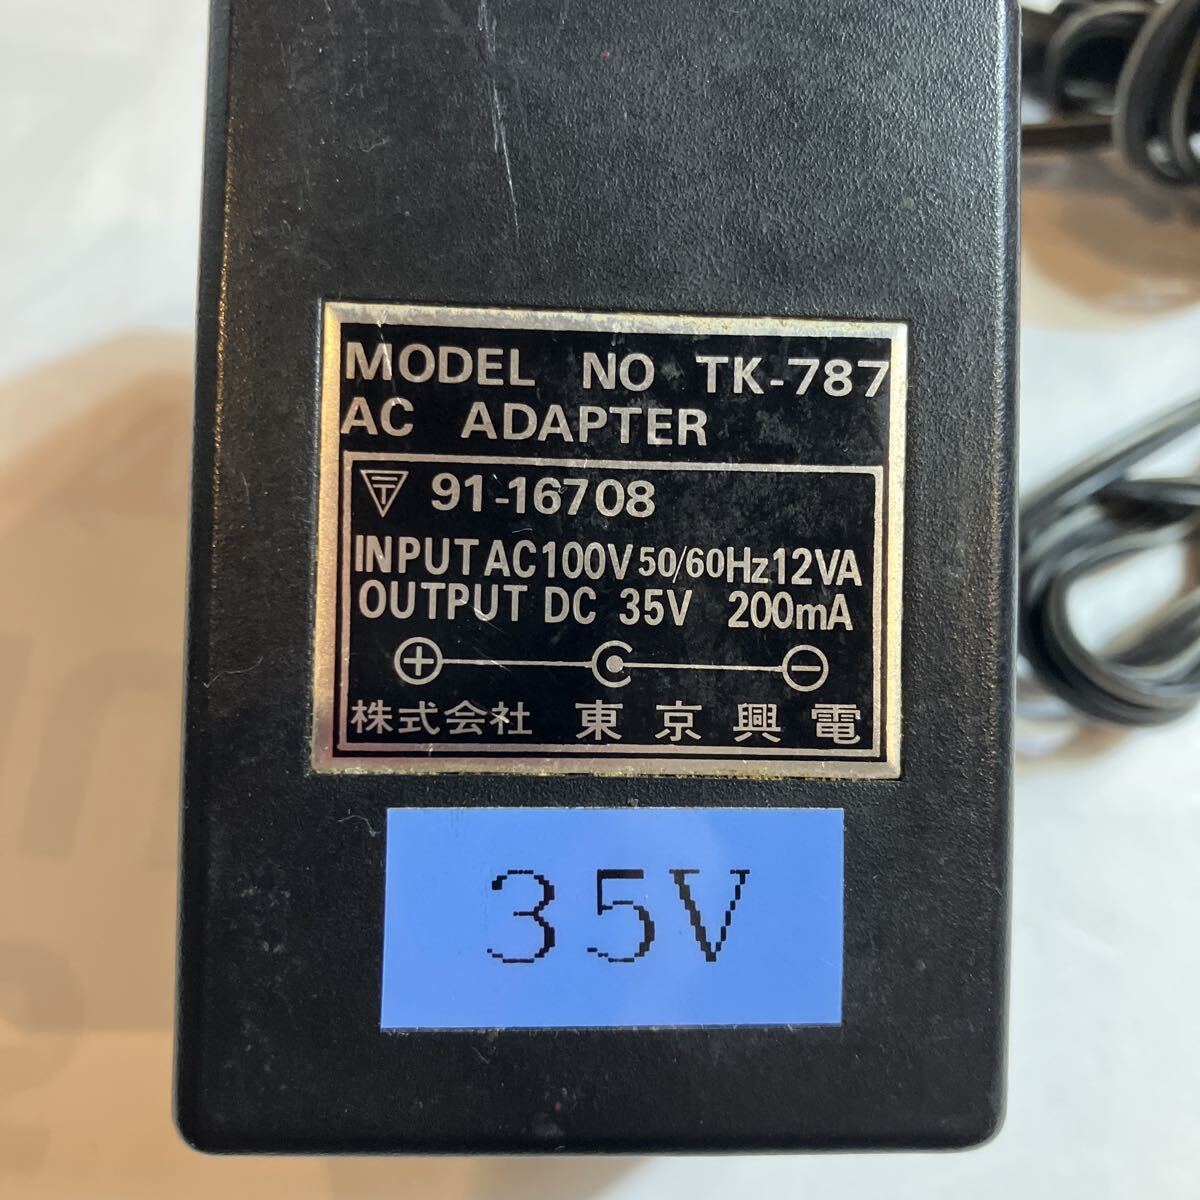 MODEL NO TK-787
AC ADAPTER
91-16708
INPUT AC100V 50/60Hz 12VA
OUTPUT DC 35V 200mA
株式会社 東京興電
35V